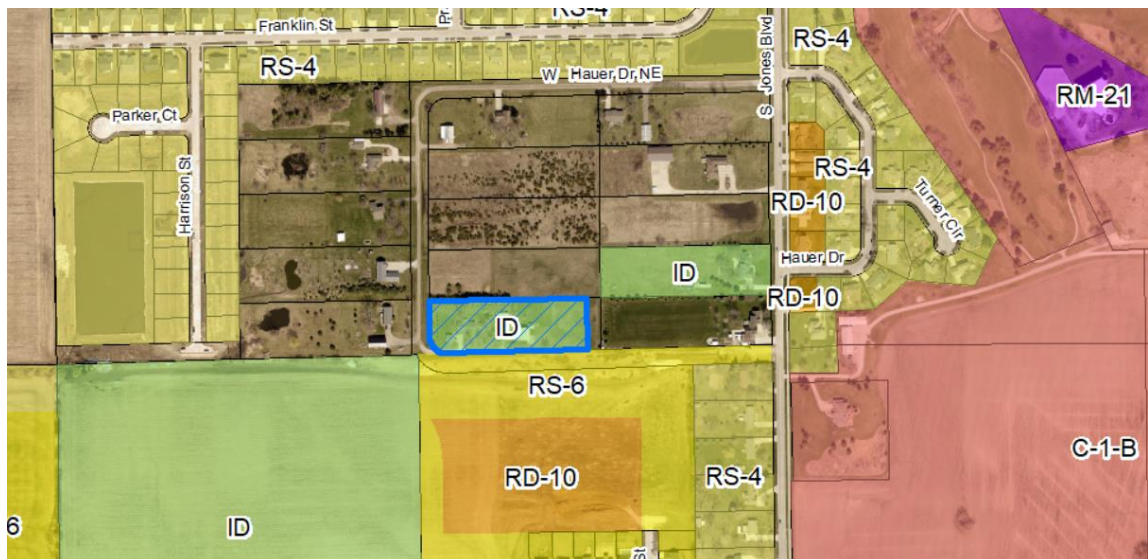 Franklin St
Pr
RS-4
S Jones Blvd
RS-4
RS-4
W Hauer Dr NE
RM-21
Parker Ct
Harrison St
RS-4
RD-10
Turner Cir
Hauer Dr
ID
RD-10
ID
RS-6
C-1-B
RD-10
RS-4
6
ID
St